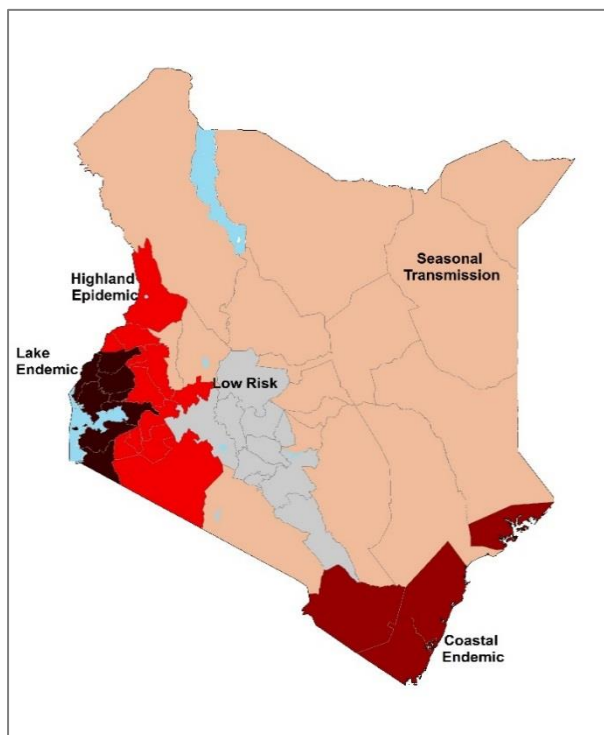 Seasonal
Transmission
Highland
Epidemic
Lake
Endemic
Low Risk
Coastal
Endemic